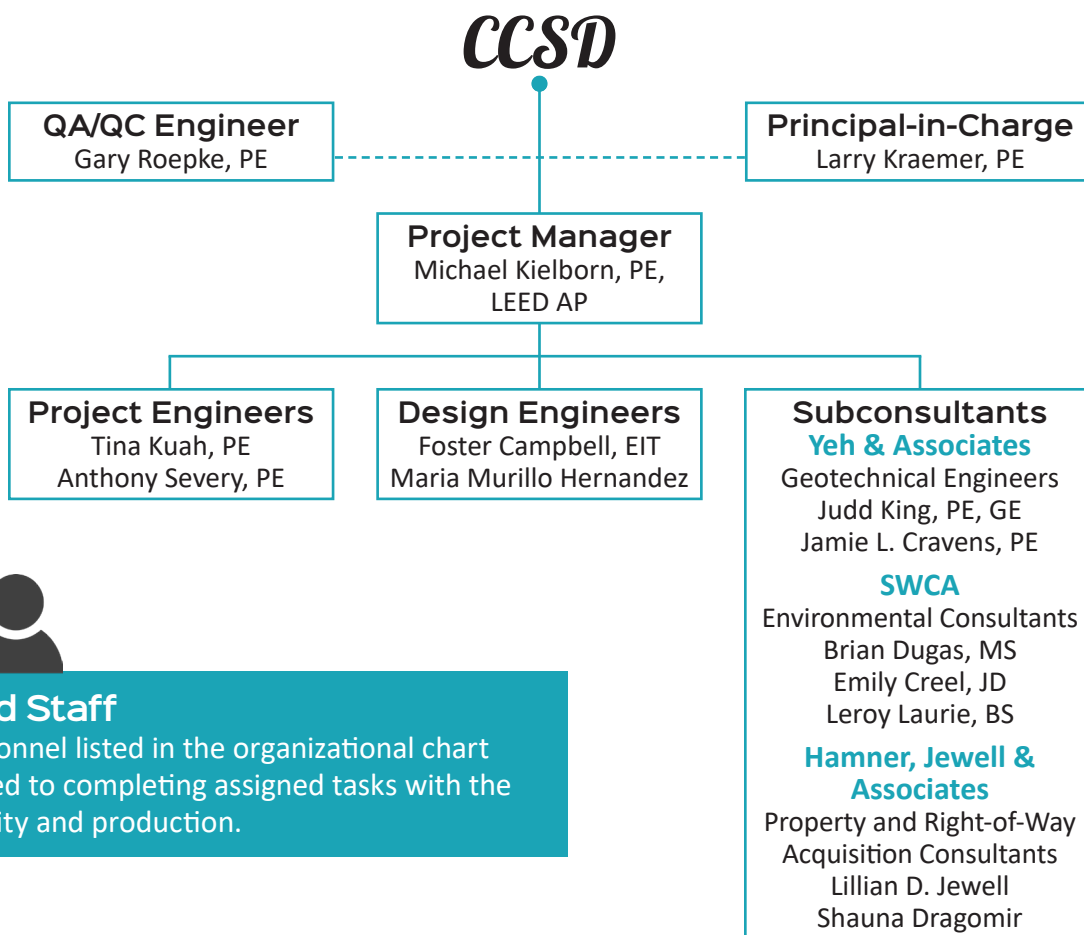 CCSD
QA/QC Engineer
Gary Roepke, PE
Principal-in-Charge
Larry Kraemer, PE
Project Manager
Michael Kielborn, PE,
LEED AP
Project Engineers
Tina Kuah, PE
Anthony Severy, PE
Design Engineers
Foster Campbell, EIT
Maria Murillo Hernandez
Subconsultants
Yeh & Associates
Geotechnical Engineers
Judd King, PE, GE
Jamie L. Cravens, PE
SWCA
Environmental Consultants
Brian Dugas, MS
Emily Creel, JD
Leroy Laurie, BS
Hamner, Jewell &
Associates
Property and Right-of-Way
Acquisition Consultants
Lillian D. Jewell
Shauna Dragomir
d Staff
onnel listed in the organizational chart
ed to completing assigned tasks with the
ity and production.